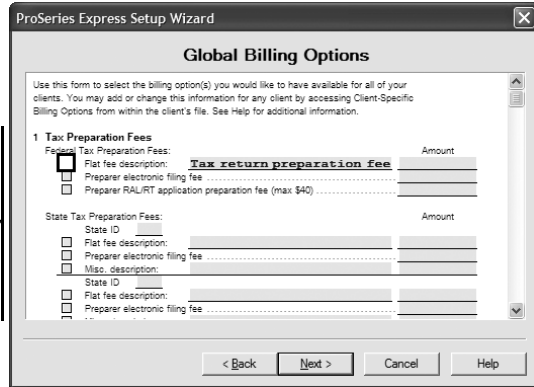 ProSeries Express Setup Wizard
Global Billing Options
Use this form to select the billing option(s) you would like to have available for all of your
clients. You may add or change this information for any client by accessing Client-Specific
Billing Options from within the client's file. See Help for additional information.
1 Tax Preparation Fees
Federal Tax Preparation Fees: Amount
Flat fee description: Tax return preparation fee
Preparer electronic filing fee
Preparer RAL/RT application preparation fee (max $40)
State Tax Preparation Fees: Amount
State ID
Flat fee description:
Preparer electronic filing fee
Misc. description:
State ID
Flat fee description:
Preparer electronic filing fee
< Back Next > Cancel Help